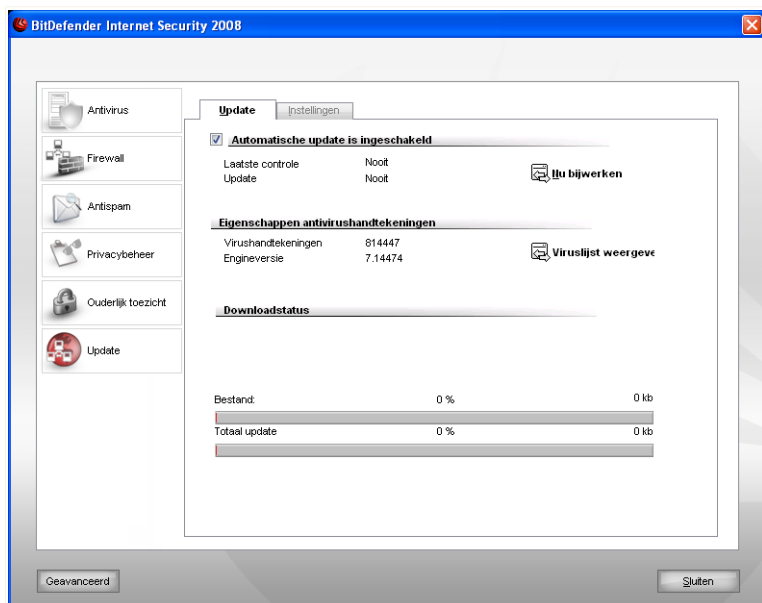 BitDefender Internet Security 2008
Antivirus
Firewall
Antispam
Privacybeheer
Ouderlijk toezicht
Update
Update Instellingen
Automatische update is ingeschakeld
Laatste controle Nooit
Update Nooit
Nu bijwerken
Eigenschappen antivirushandtekeningen
Virushandtekeningen 814447
Engineversie 7.14474
Viruslijst weergeve
Downloadstatus
Bestand: 0 % 0 kb
Totaal update 0 % 0 kb
Geavanceerd
Sluiten